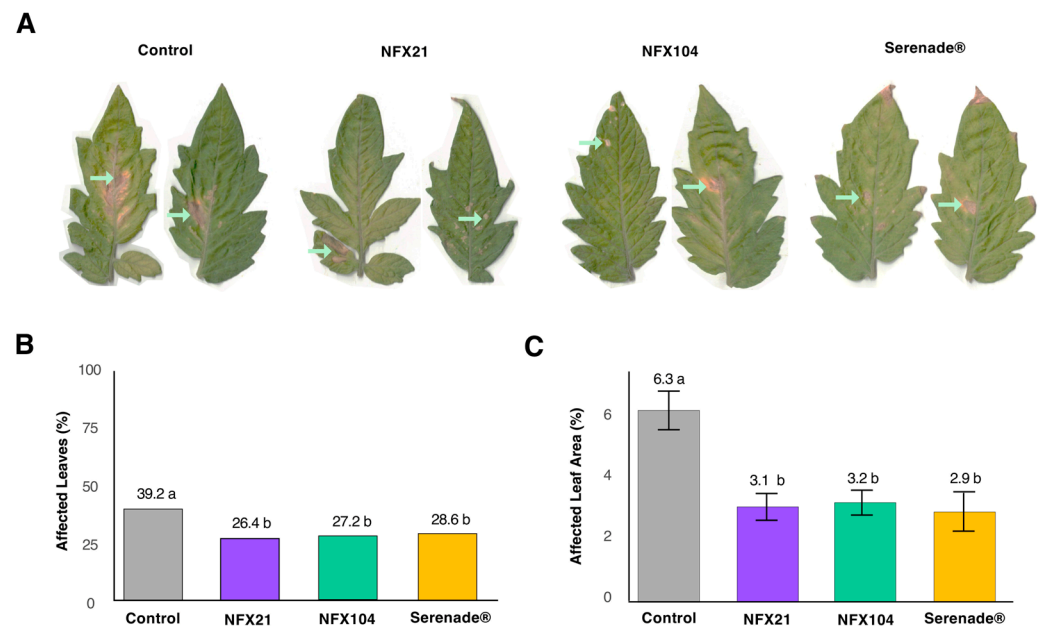 A
Control
NFX21
NFX104
Serenade®
B
Affected Leaves (%)
100
75
50
25
0
39.2 a
26.4 b
27.2 b
28.6 b
Control
NFX21
NFX104
Serenade®
C
Affected Leaf Area (%)
6
4
2
0
6.3 a
3.1 b
3.2 b
2.9 b
Control
NFX21
NFX104
Serenade®